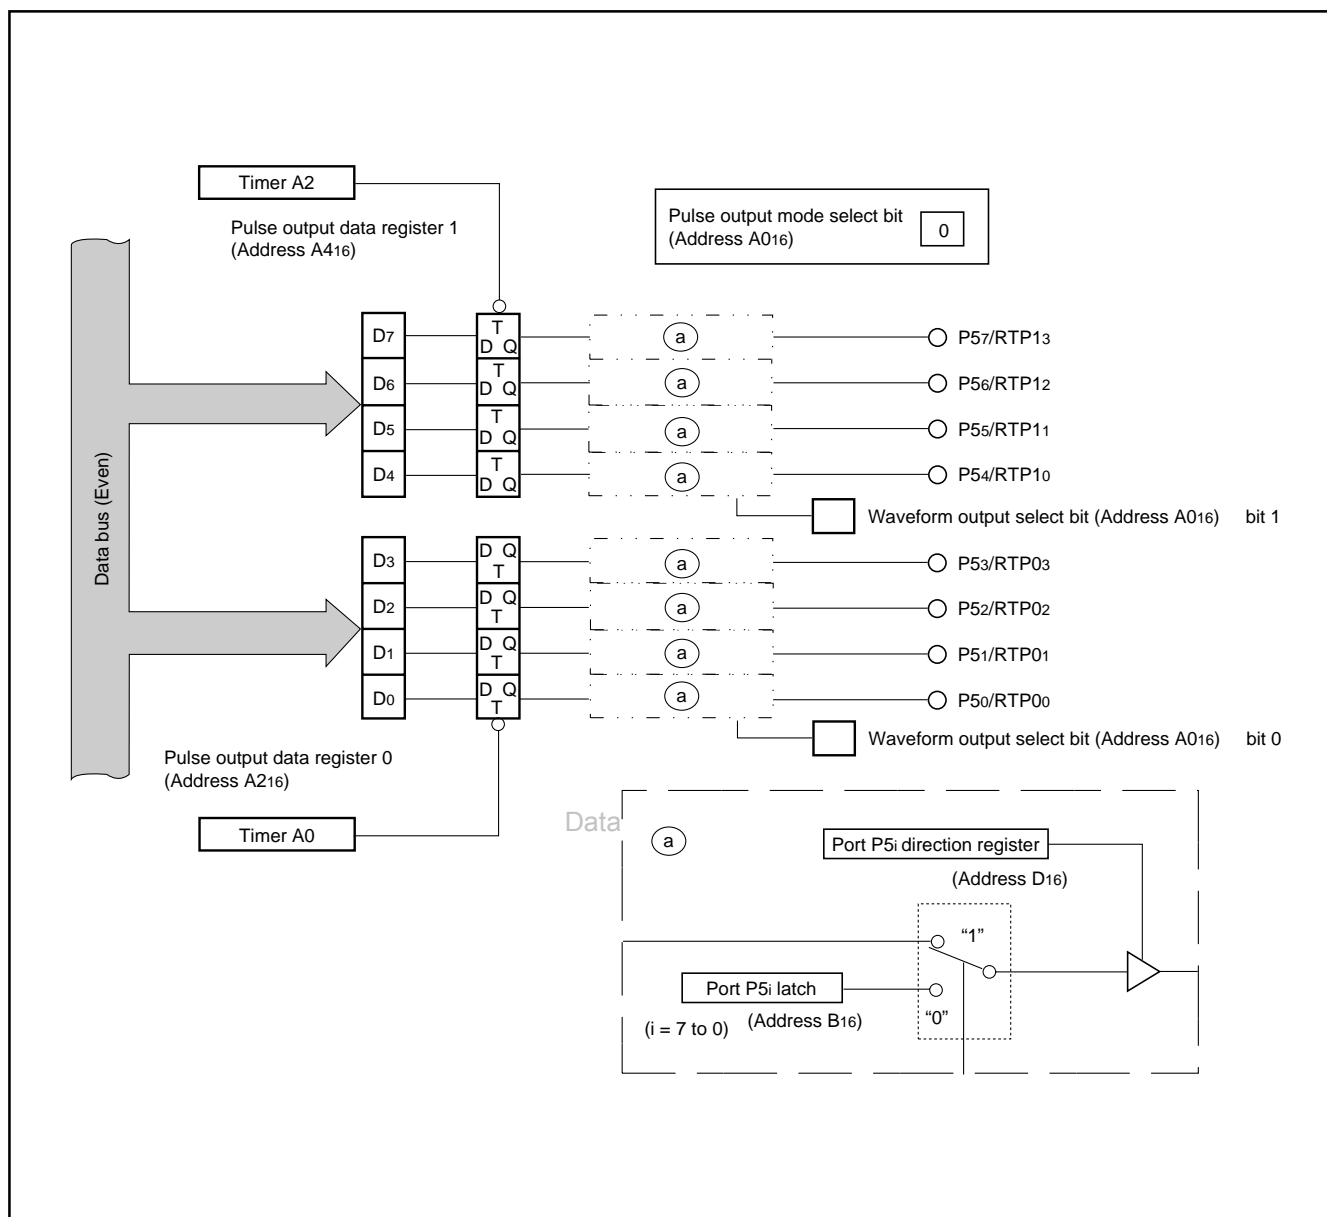 Timer A2
Pulse output data register 1
(Address A416)
Pulse output mode select bit
(Address A016)
0
Data bus (Even)
D7
T
D Q
a
P57/RTP13
D6
T
D Q
a
P56/RTP12
D5
T
D Q
a
P55/RTP11
D4
T
D Q
a
P54/RTP10
Waveform output select bit (Address A016) bit 1
D3
D Q
T
a
P53/RTP03
D2
D Q
T
a
P52/RTP02
D1
D Q
T
a
P51/RTP01
D0
D Q
T
a
P50/RTP00
Waveform output select bit (Address A016) bit 0
Pulse output data register 0
(Address A216)
Timer A0
Data
a
Port P5i direction register
(Address D16)
“1”
Port P5i latch
(Address B16)
“0”
(i = 7 to 0)